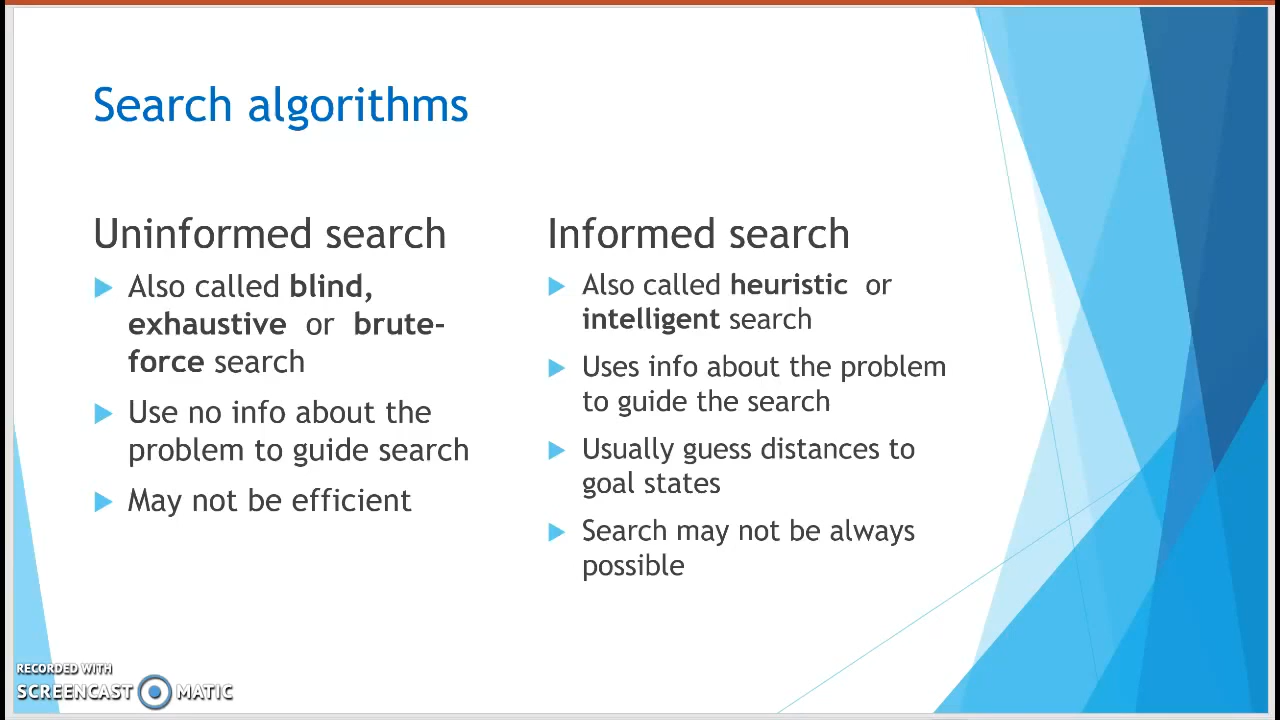 Search algorithms
Uninformed search
Also called blind,
exhaustive or brute-
force search
Use no info about the
problem to guide search
May not be efficient
Informed search
Also called heuristic or
intelligent search
Uses info about the problem
to guide the search
Usually guess distances to
goal states
Search may not be always
possible
RECORDED WITH
SCREENCAST MATIC